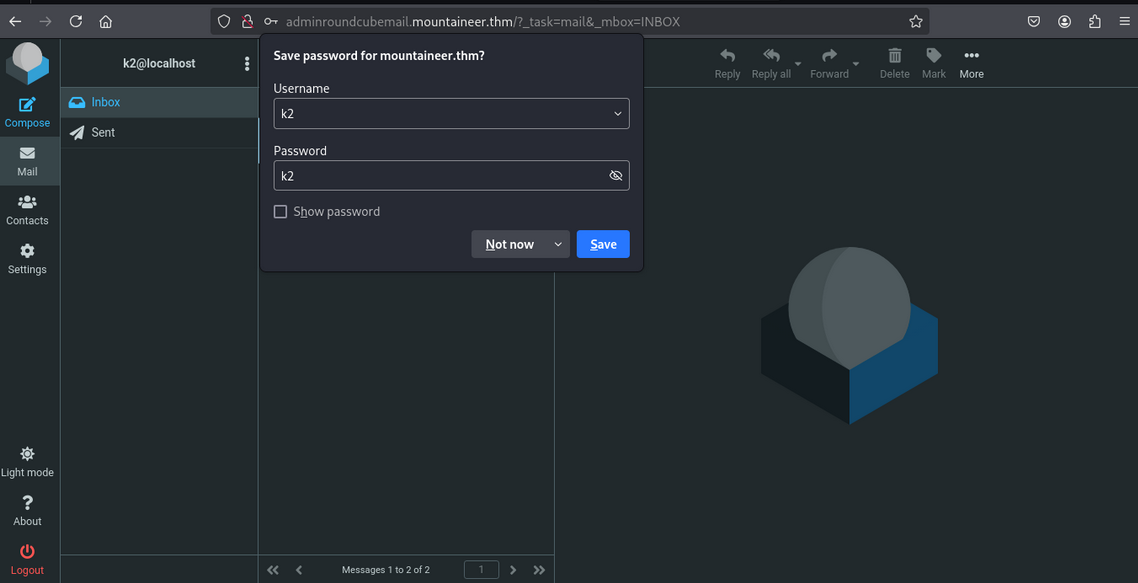 adminroundcubemail.mountaineer.thm/?_task=mail&_mbox=INBOX
k2@localhost
Compose
Mail
Contacts
Settings
Light mode
About
Logout
Inbox
Sent
Save password for mountaineer.thm?
Username
k2
Password
k2
Show password
Not now
Save
Reply
Reply all
Forward
Delete
Mark
More
Messages 1 to 2 of 2
1